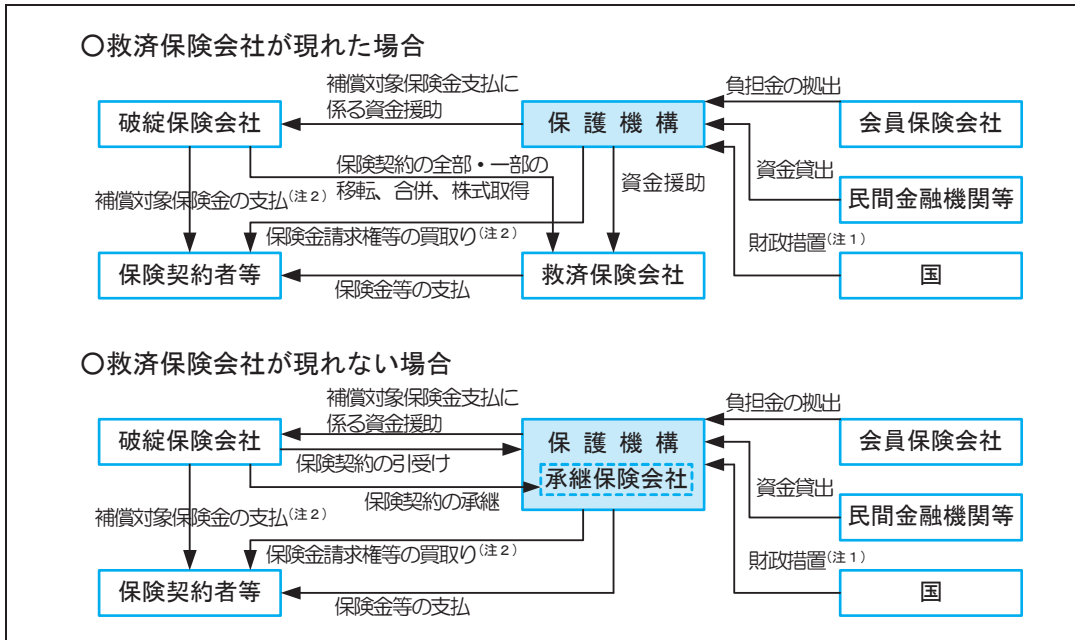 〇救済保険会社が現れた場合
補償対象保険金支払に
係る資金援助
負担金の拠出
破綻保険会社
保護機構
会員保険会社
保険契約の全部・一部の
移転、合併、株式取得
資金援助
資金貸出
補償対象保険金の支払(注2)
民間金融機関等
保険金請求権等の買取り(注2)
財政措置(注1)
保険契約者等
救済保険会社
国
保険金等の支払
〇救済保険会社が現れない場合
補償対象保険金支払に
係る資金援助
負担金の拠出
破綻保険会社
保護機構
会員保険会社
保険契約の引受け
承継保険会社
資金貸出
保険契約の承継
補償対象保険金の支払(注2)
民間金融機関等
保険金請求権等の買取り(注2)
財政措置(注1)
保険契約者等
国
保険金等の支払